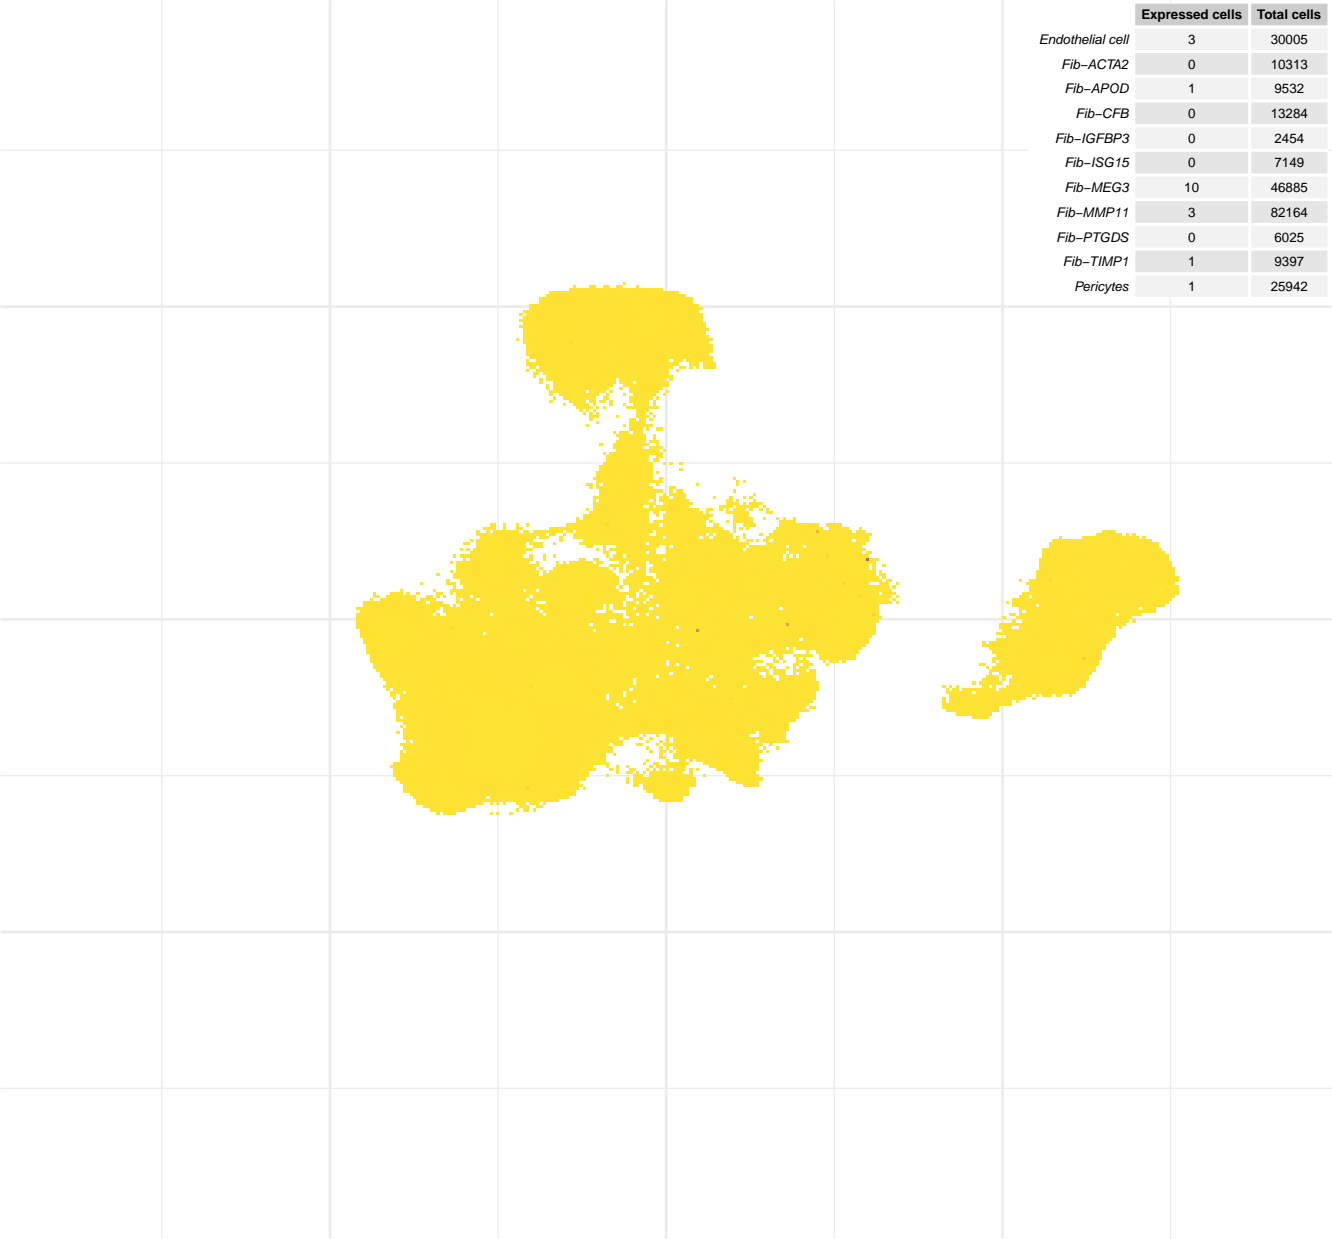 Expressed cells Total cells
Endothelial cell 3 30005
Fib−ACTA2 0 10313
Fib−APOD 1 9532
Fib−CFB 0 13284
Fib−IGFBP3 0 2454
Fib−ISG15 0 7149
Fib−MEG3 10 46885
Fib−MMP11 3 82164
Fib−PTGDS 0 6025
Fib−TIMP1 1 9397
Pericytes 1 25942